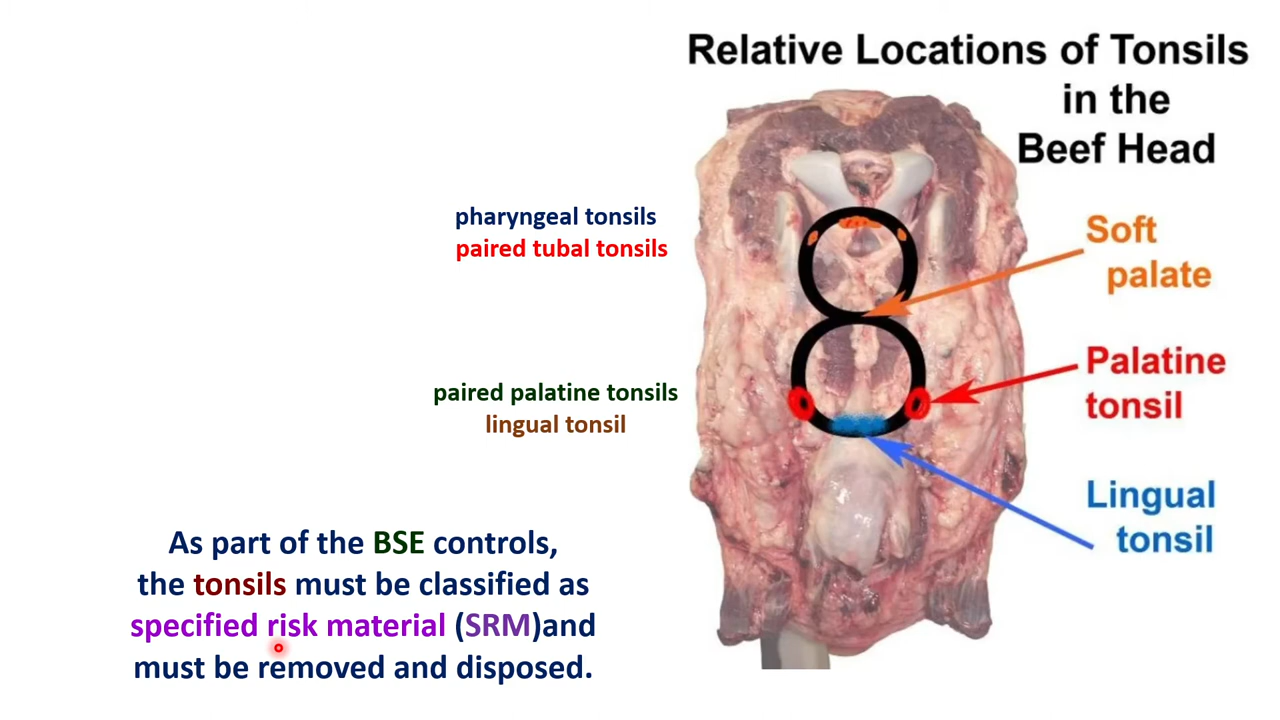 Relative Locations of Tonsils
in the
Beef Head
pharyngeal tonsils
paired tubal tonsils
Soft
palate
paired palatine tonsils
lingual tonsil
Palatine
tonsil
Lingual
tonsil
As part of the BSE controls,
the tonsils must be classified as
specified risk material (SRM)and
must be removed and disposed.